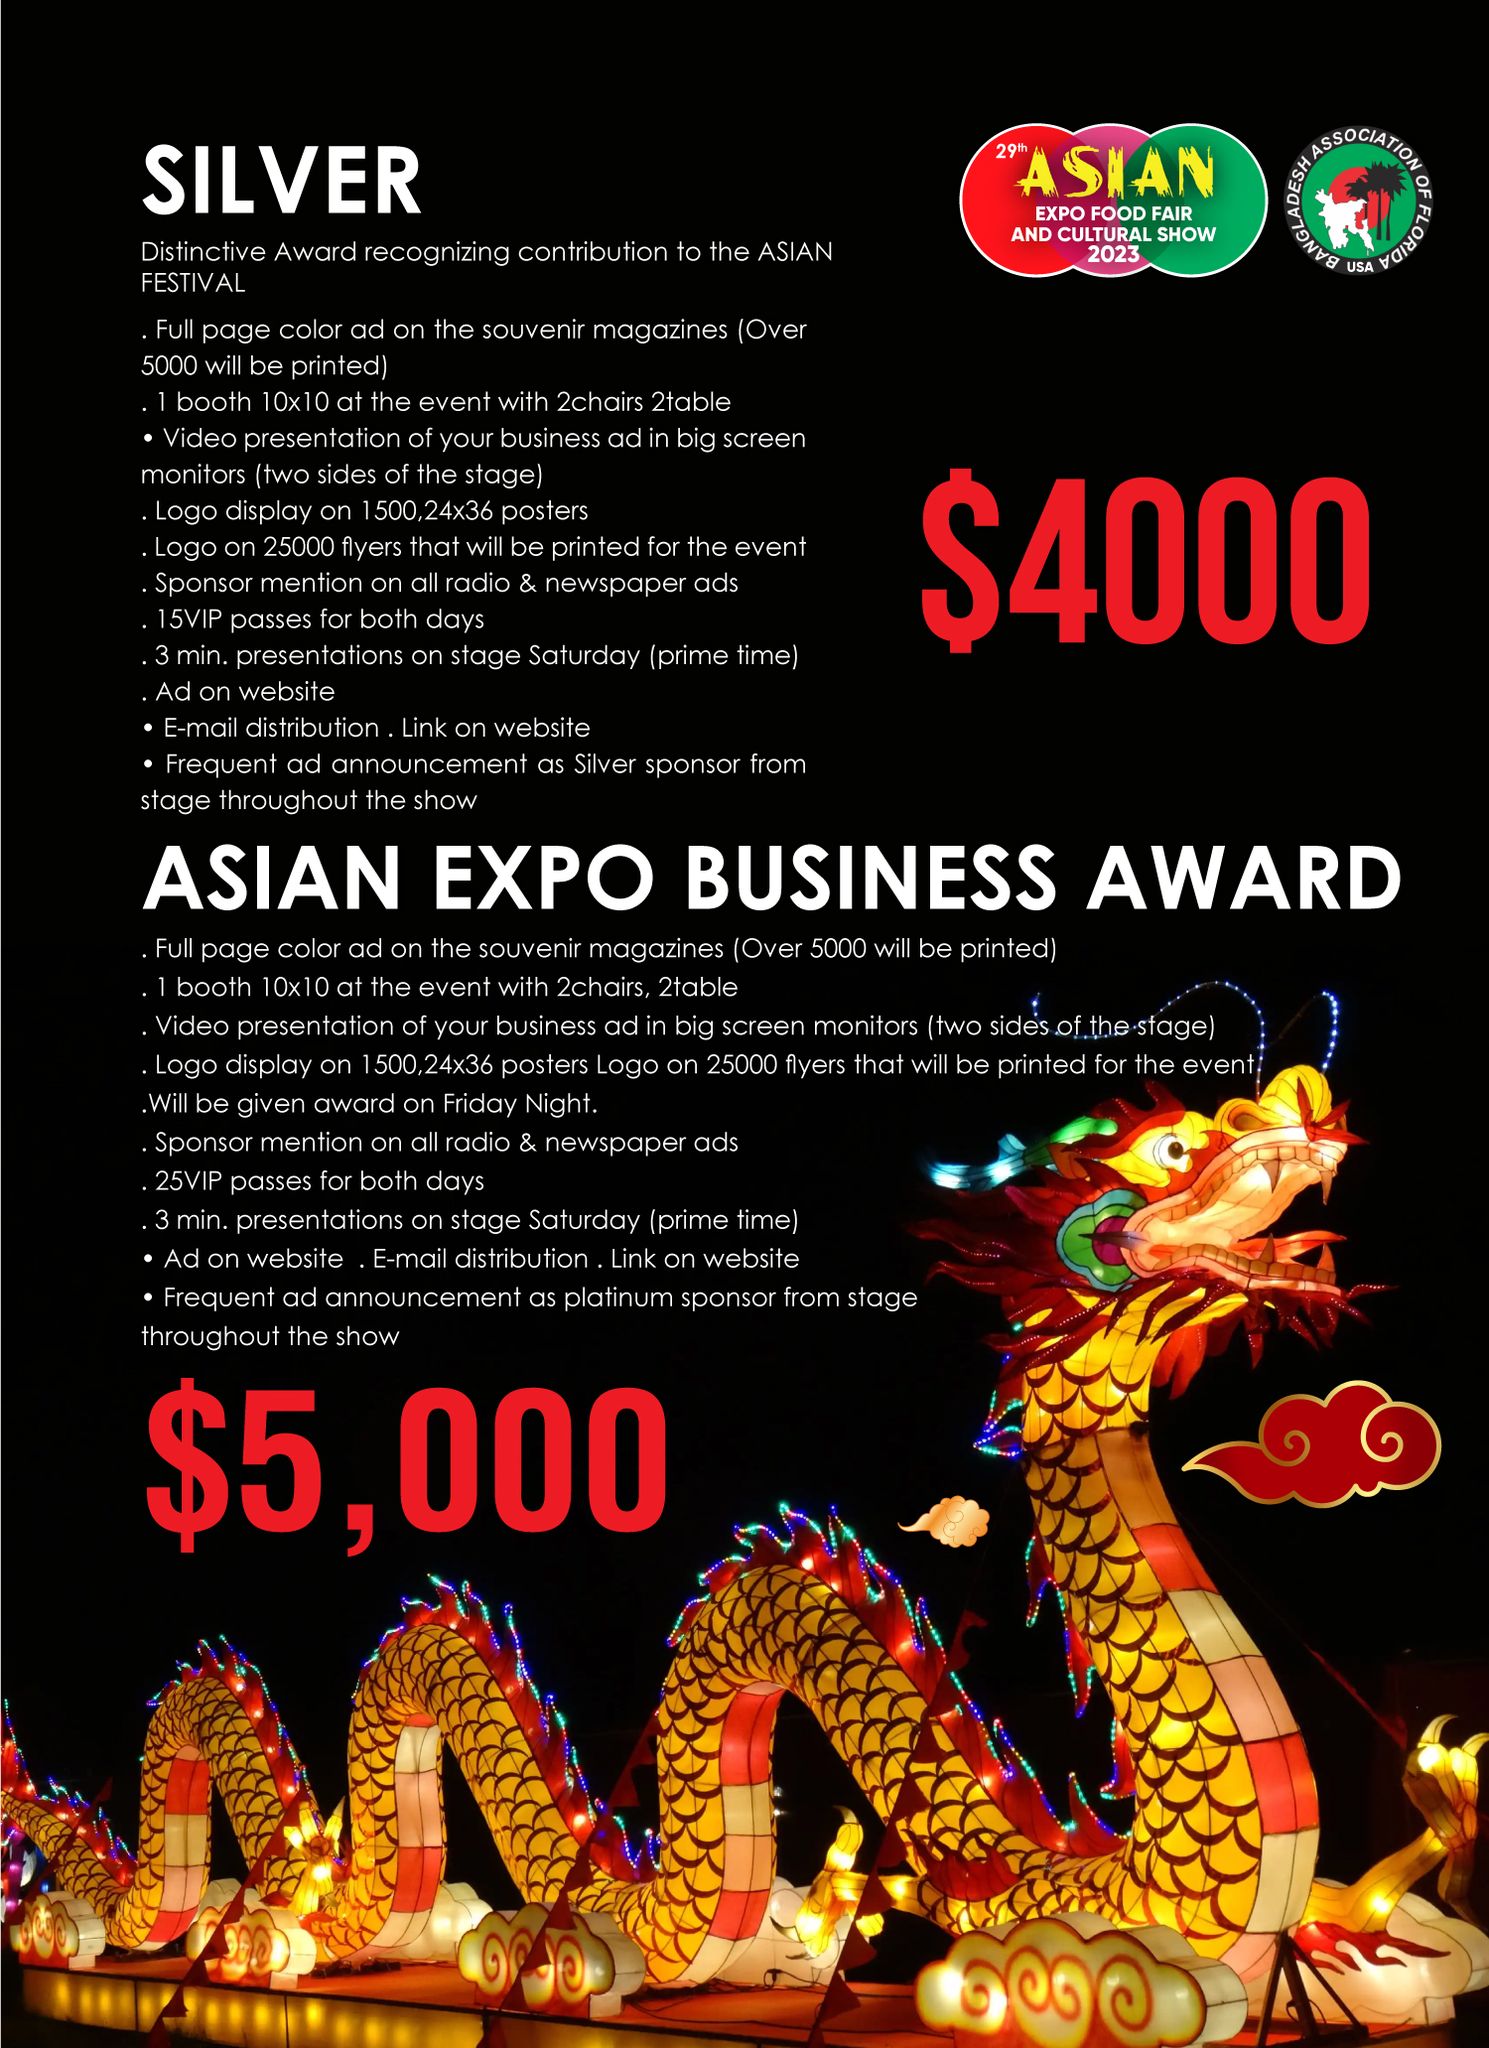 SILVER
29th ASIAN
EXPO FOOD FAIR
AND CULTURAL SHOW
2023
BANGLADESH ASSOCIATION OF FLORIDA
USA
Distinctive Award recognizing contribution to the ASIAN
FESTIVAL
. Full page color ad on the souvenir magazines (Over
5000 will be printed)
. 1 booth 10x10 at the event with 2chairs 2table
• Video presentation of your business ad in big screen
monitors (two sides of the stage)
. Logo display on 1500,24x36 posters
. Logo on 25000 flyers that will be printed for the event
. Sponsor mention on all radio & newspaper ads
. 15VIP passes for both days
. 3 min. presentations on stage Saturday (prime time)
. Ad on website
• E-mail distribution . Link on website
• Frequent ad announcement as Silver sponsor from
stage throughout the show
$4000
ASIAN EXPO BUSINESS AWARD
. Full page color ad on the souvenir magazines (Over 5000 will be printed)
. 1 booth 10x10 at the event with 2chairs, 2table
. Video presentation of your business ad in big screen monitors (two sides of the stage)
. Logo display on 1500,24x36 posters Logo on 25000 flyers that will be printed for the event
.Will be given award on Friday Night.
. Sponsor mention on all radio & newspaper ads
. 25VIP passes for both days
. 3 min. presentations on stage Saturday (prime time)
• Ad on website . E-mail distribution . Link on website
• Frequent ad announcement as platinum sponsor from stage
throughout the show
$5,000